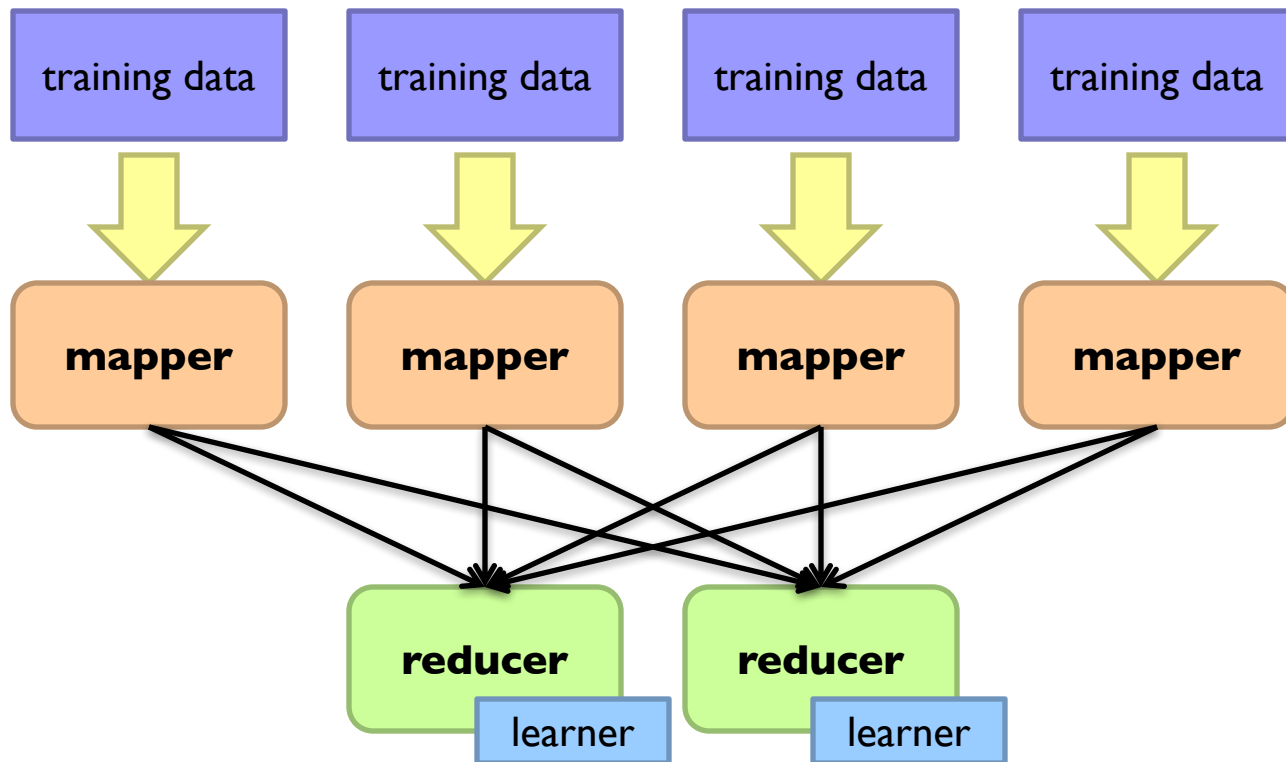 training data
training data
training data
training data
mapper
mapper
mapper
mapper
reducer
reducer
learner
learner